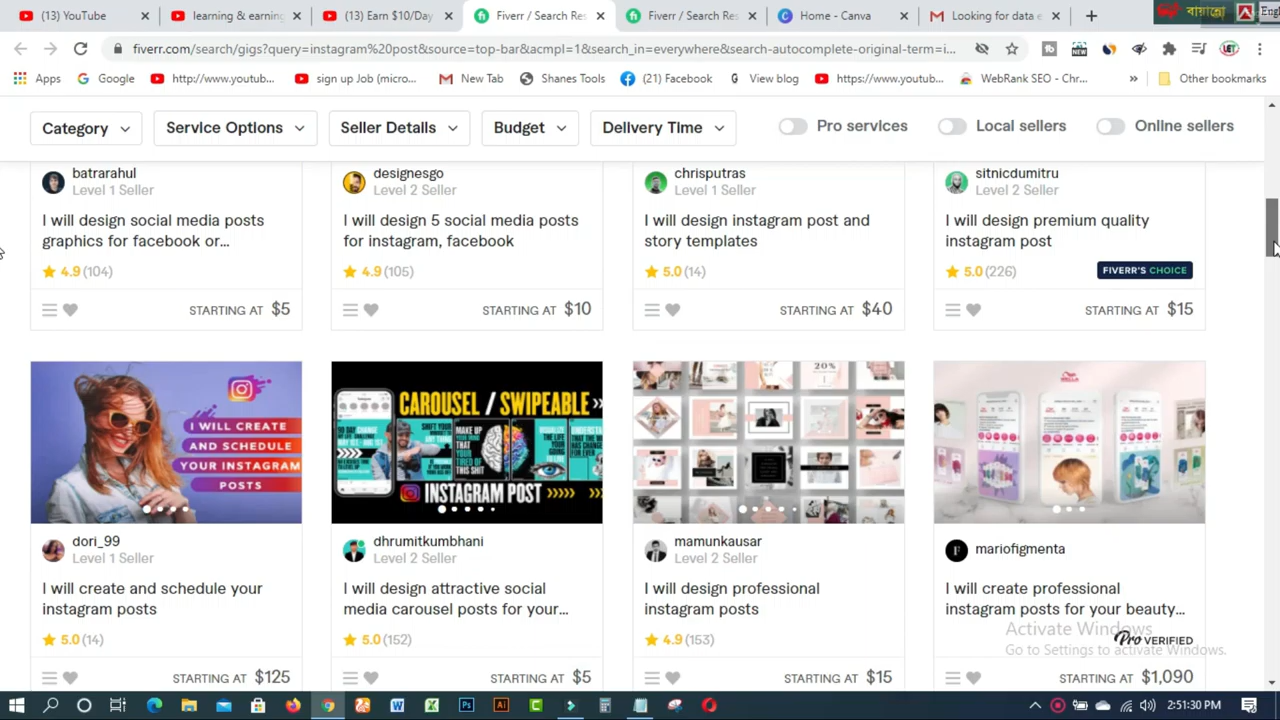 (13) YouTube
learning & earning
(13) Earn $10/Day
Fiverr / Search Res
Fiverr / Search Res
Home - Canva
Looking for data e
বায়ান্নো
Engl
fiverr.com/search/gigs?query=instagram%20post&source=top-bar&acmpl=1&search_in=everywhere&search-autocomplete-original-term=i...
Apps
Google
http://www.youtub...
sign up Job (micro...
New Tab
Shanes Tools
(21) Facebook
View blog
https://www.youtub...
WebRank SEO - Chr...
»
Other bookmarks
Category
Service Options
Seller Details
Budget
Delivery Time
Pro services
Local sellers
Online sellers
batrarahul
Level 1 Seller
I will design social media posts
graphics for facebook or...
4.9 (104)
STARTING AT $5
designesgo
Level 2 Seller
I will design 5 social media posts
for instagram, facebook
4.9 (105)
STARTING AT $10
chrisputras
Level 1 Seller
I will design instagram post and
story templates
5.0 (14)
STARTING AT $40
sitnicdumitru
Level 2 Seller
I will design premium quality
instagram post
5.0 (226)
FIVERR'S CHOICE
STARTING AT $15
I WILL CREATE
AND SCHEDULE
YOUR INSTAGRAM
POSTS
dori_99
Level 1 Seller
I will create and schedule your
instagram posts
5.0 (14)
STARTING AT $125
CAROUSEL / SWIPEABLE
INSTAGRAM POST
dhrumitkumbhani
Level 2 Seller
I will design attractive social
media carousel posts for your...
5.0 (152)
STARTING AT $5
20%
mamunkausar
Level 2 Seller
I will design professional
instagram posts
4.9 (153)
STARTING AT $15
mariofigmenta
I will create professional
instagram posts for your beauty...
Pro VERIFIED
STARTING AT $1,090
Activate Windows
Go to Settings to activate Windows.
2:51:30 PM